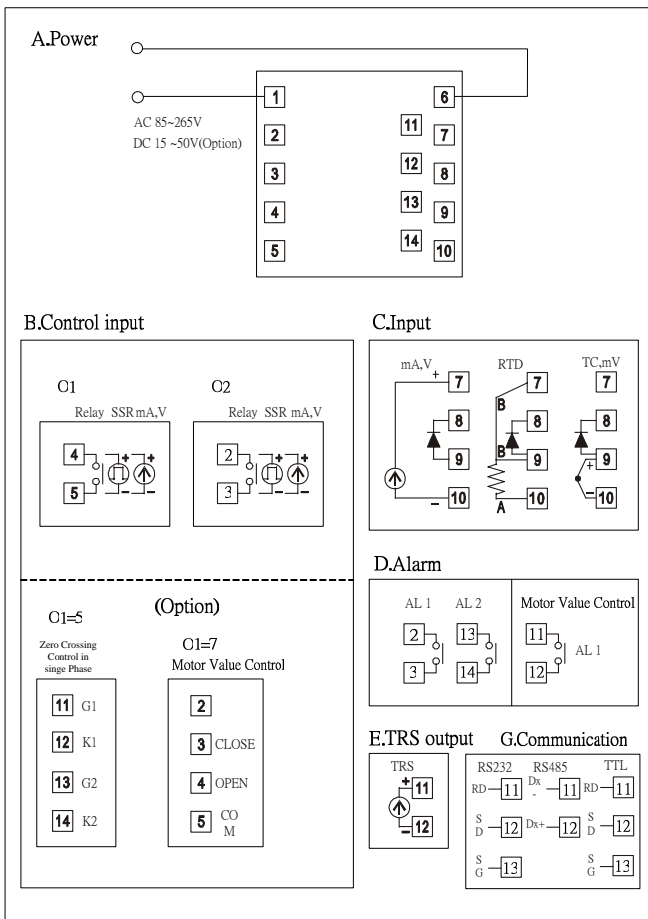 A.Power
1
6
AC 85~265V
DC 15 ~50V(Option)
2
11
7
3
12
8
4
13
9
5
14
10
B.Control input
O1
Relay SSR mA,V
4
5
+
+
−
−
O2
Relay SSR mA,V
2
3
+
+
−
−
(Option)
O1=5
Zero Crossing
Control in
singe Phase
11 G1
12 K1
13 G2
14 K2
O1=7
Motor Value Control
2
3 CLOSE
4 OPEN
5 CO
M
C.Input
mA,V
+
7
8
9
10
−
RTD
7
B
8
B
9
10
A
TC,mV
7
8
+
9
−
10
D.Alarm
AL 1
2
3
AL 2
13
14
Motor Value Control
11
AL 1
12
E.TRS output
TRS
+
11
−
12
G.Communication
RS232
RD 11
S
D 12
S
G 13
RS485
Dx
- 11
Dx+ 12
TTL
RD 11
S
D 12
S
G 13